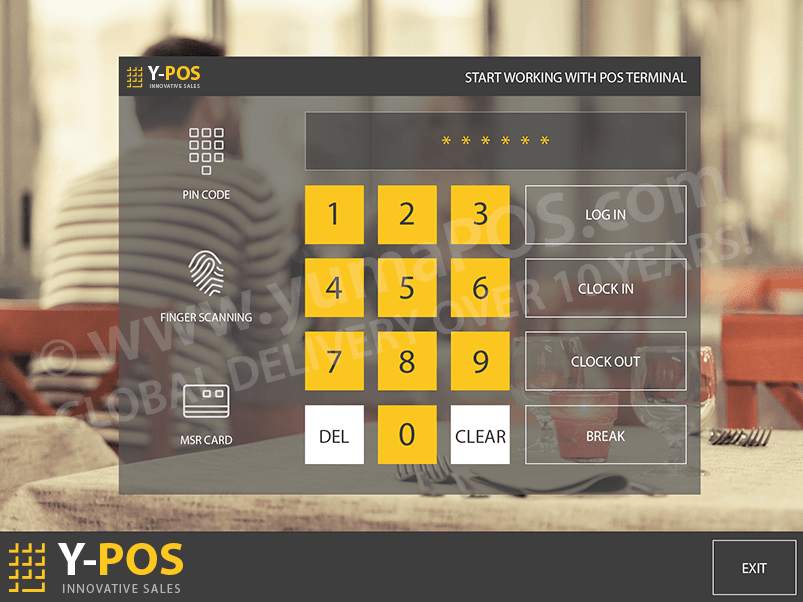 Y-POS
INNOVATIVE SALES
START WORKING WITH POS TERMINAL
******
PIN CODE
FINGER SCANNING
MSR CARD
1 2 3
4 5 6
7 8 9
DEL 0 CLEAR
LOG IN
CLOCK IN
CLOCK OUT
BREAK
© www.yumaPOS.com
GLOBAL DELIVERY OVER 10 YEARS!
Y-POS
INNOVATIVE SALES
EXIT